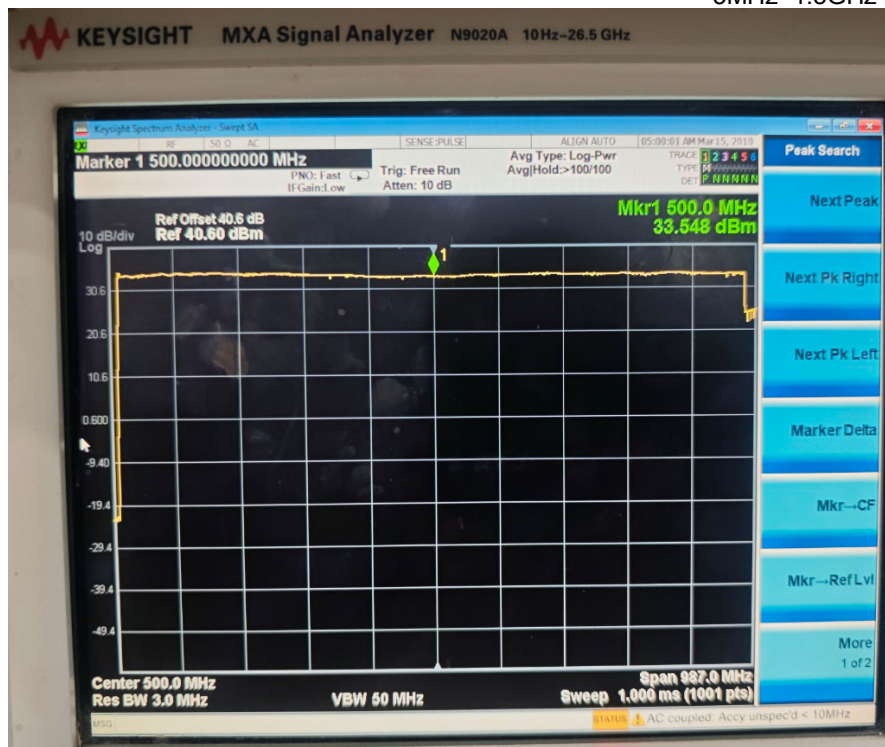 KEYSIGHT MXA Signal Analyzer N9020A 10Hz-26.5 GHz
Keysight Spectrum Analyzer - Swept SA
RF 50 Ω AC SENSE:PULSE ALIGN AUTO 05:00:01 AM Mar 15, 2010
Marker 1 500.000000000 MHz
PNO: Fast
IFGain:Low
Trig: Free Run
Atten: 10 dB
Avg Type: Log-Pwr
Avg|Hold:>100/100
TRACE 1 2 3 4 5 6
TYPE M
DET P N N N N N
Peak Search
Mkr1 500.0 MHz
33.548 dBm
Ref Offset 40.6 dB
10 dB/div Ref 40.60 dBm
Log
1
30.6
20.6
10.6
0.600
-9.40
-19.4
-29.4
-39.4
-49.4
Center 500.0 MHz
Span 987.0 MHz
Res BW 3.0 MHz
VBW 50 MHz
Sweep 1.000 ms (1001 pts)
MSG
STATUS AC coupled: Accy unspec'd < 10MHz
Next Peak
Next Pk Right
Next Pk Left
Marker Delta
Mkr→CF
Mkr→Ref Lvl
More
1 of 2